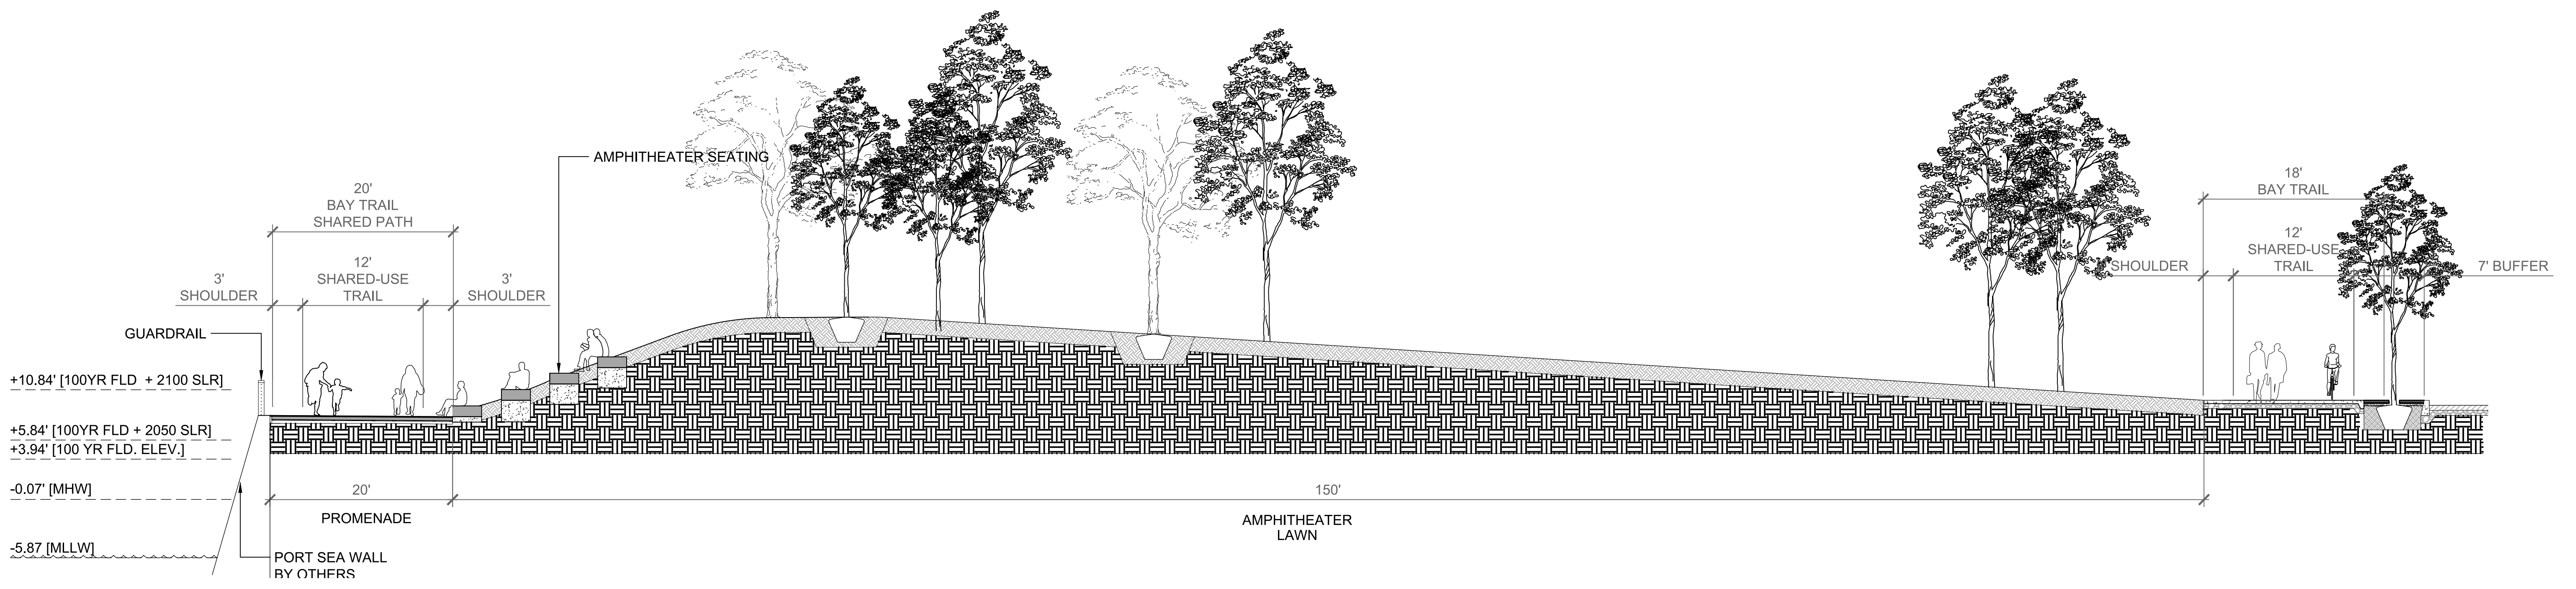 AMPHITHEATER SEATING
20'
BAY TRAIL
SHARED PATH
3'
SHOULDER
12'
SHARED-USE
TRAIL
3'
SHOULDER
GUARDRAIL
+10.84' [100YR FLD + 2100 SLR]
+5.84' [100YR FLD + 2050 SLR]
+3.94' [100 YR FLD. ELEV.]
-0.07' [MHW]
-5.87 [MLLW]
20'
PROMENADE
PORT SEA WALL
BY OTHERS
150'
AMPHITHEATER
LAWN
18'
BAY TRAIL
SHOULDER
12'
SHARED-USE
TRAIL
7' BUFFER